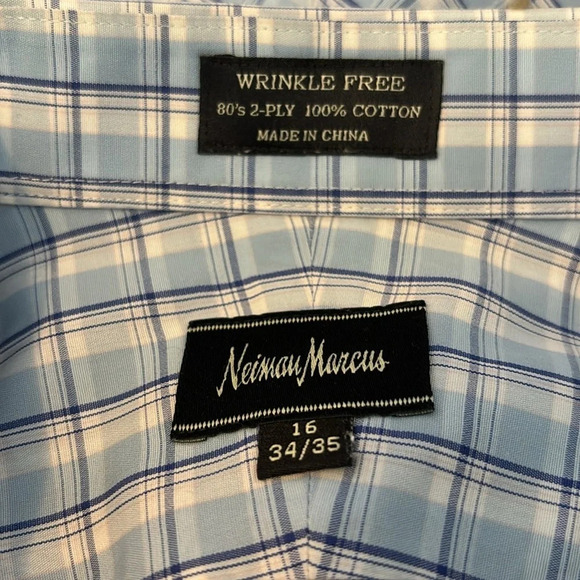 WRINKLE FREE
80's 2-PLY 100% COTTON
MADE IN CHINA
Neiman Marcus
16
34/35